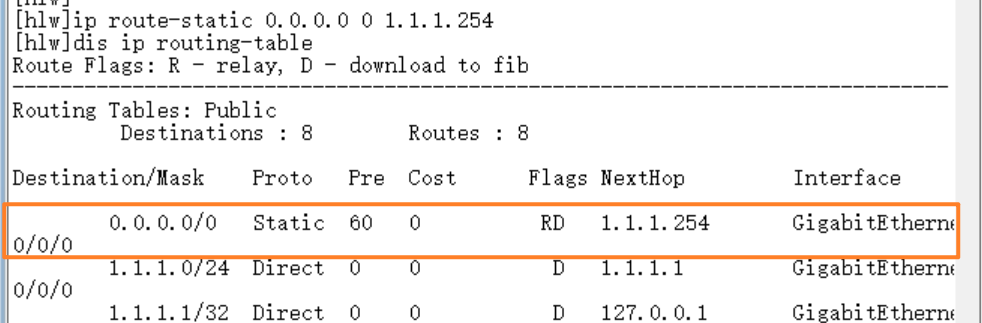 [hlw]ip route-static 0.0.0.0 0 1.1.1.254
[hlw]dis ip routing-table
Route Flags: R - relay, D - download to fib
------------------------------------------------------------------------------
Routing Tables: Public
Destinations : 8 Routes : 8
Destination/Mask Proto Pre Cost Flags NextHop Interface
0.0.0.0/0 Static 60 0 RD 1.1.1.254 GigabitEtherne
0/0/0
1.1.1.0/24 Direct 0 0 D 1.1.1.1 GigabitEtherne
0/0/0
1.1.1.1/32 Direct 0 0 D 127.0.0.1 GigabitEtherne